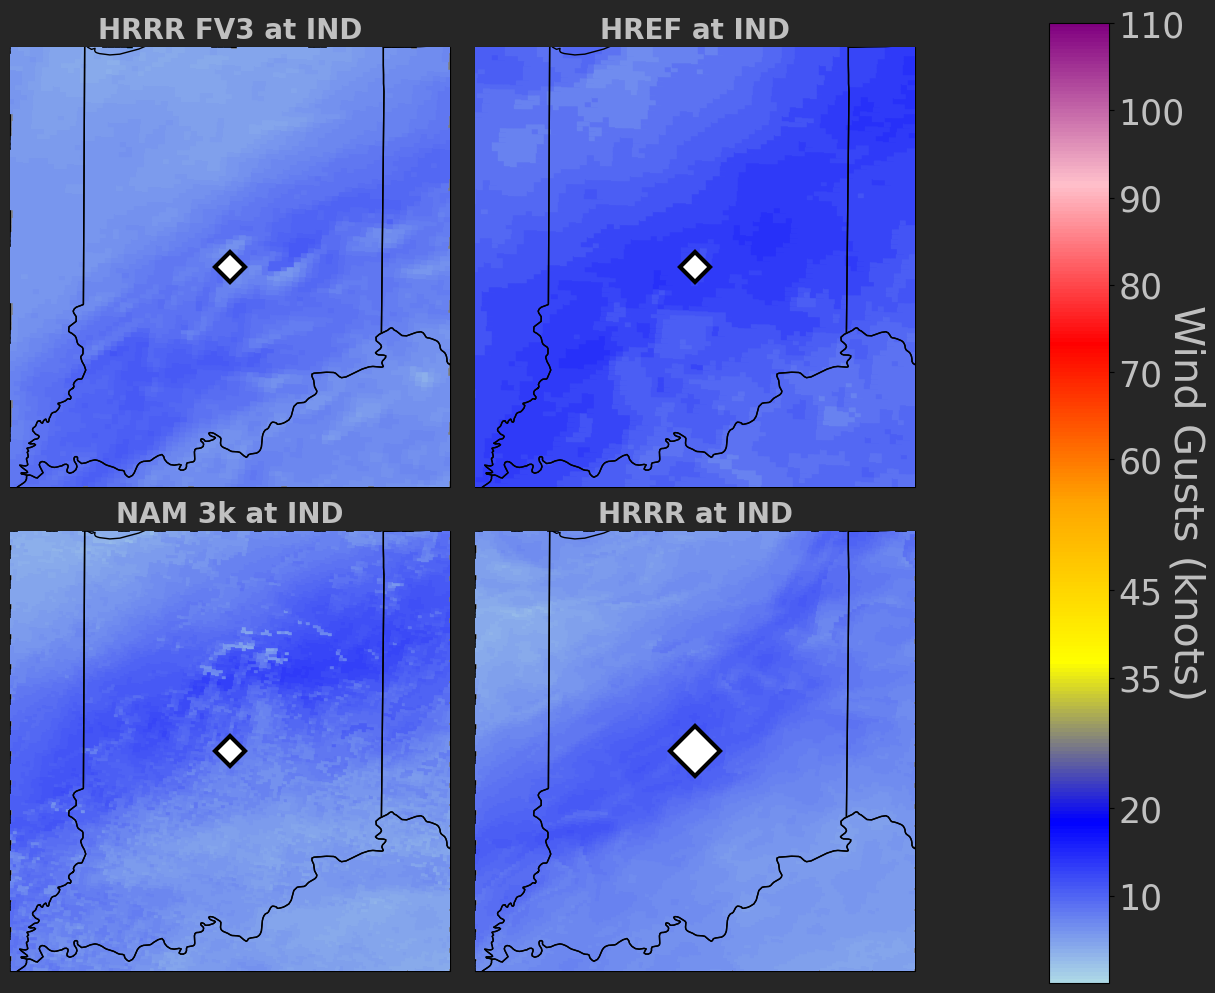 HRRR FV3 at IND
HREF at IND
NAM 3k at IND
HRRR at IND
110
100
90
80
70
60
45
35
20
10
Wind Gusts (knots)